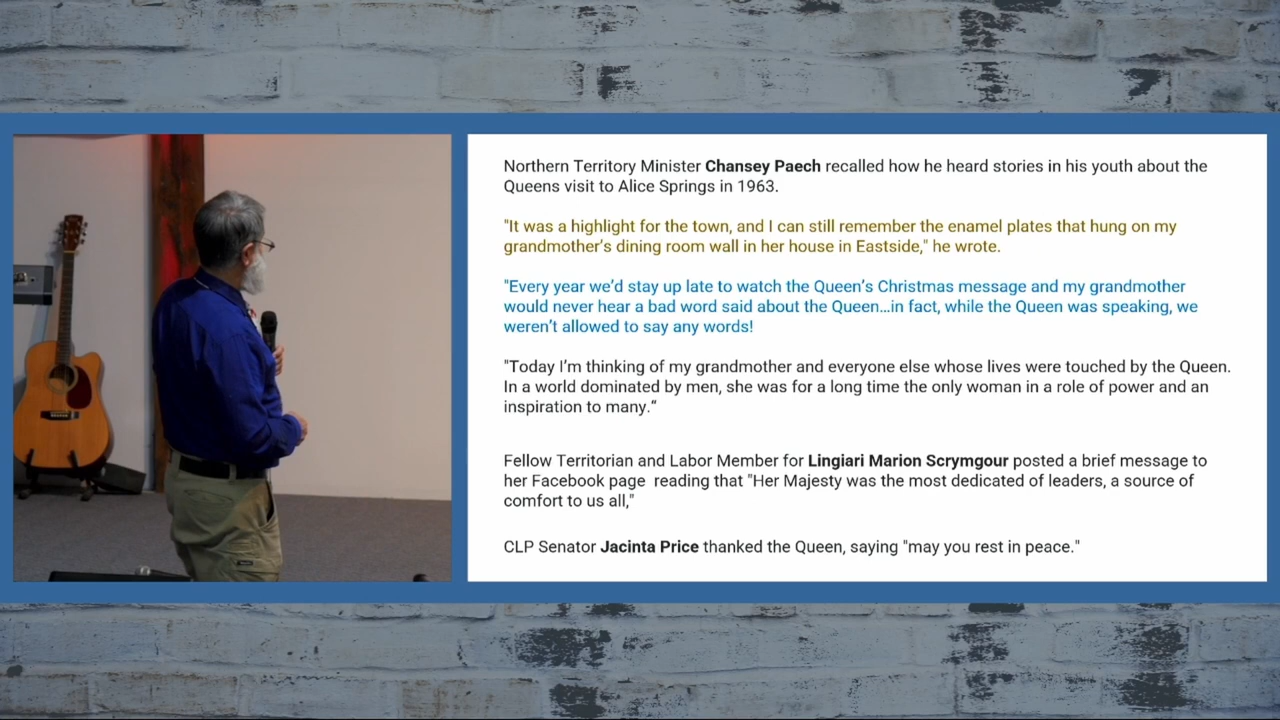 Northern Territory Minister Chansey Paech recalled how he heard stories in his youth about the
Queens visit to Alice Springs in 1963.
"It was a highlight for the town, and I can still remember the enamel plates that hung on my
grandmother’s dining room wall in her house in Eastside," he wrote.
"Every year we’d stay up late to watch the Queen’s Christmas message and my grandmother
would never hear a bad word said about the Queen…in fact, while the Queen was speaking, we
weren’t allowed to say any words!
"Today I’m thinking of my grandmother and everyone else whose lives were touched by the Queen.
In a world dominated by men, she was for a long time the only woman in a role of power and an
inspiration to many.“
Fellow Territorian and Labor Member for Lingiari Marion Scrymgour posted a brief message to
her Facebook page  reading that "Her Majesty was the most dedicated of leaders, a source of
comfort to us all,"
CLP Senator Jacinta Price thanked the Queen, saying "may you rest in peace."